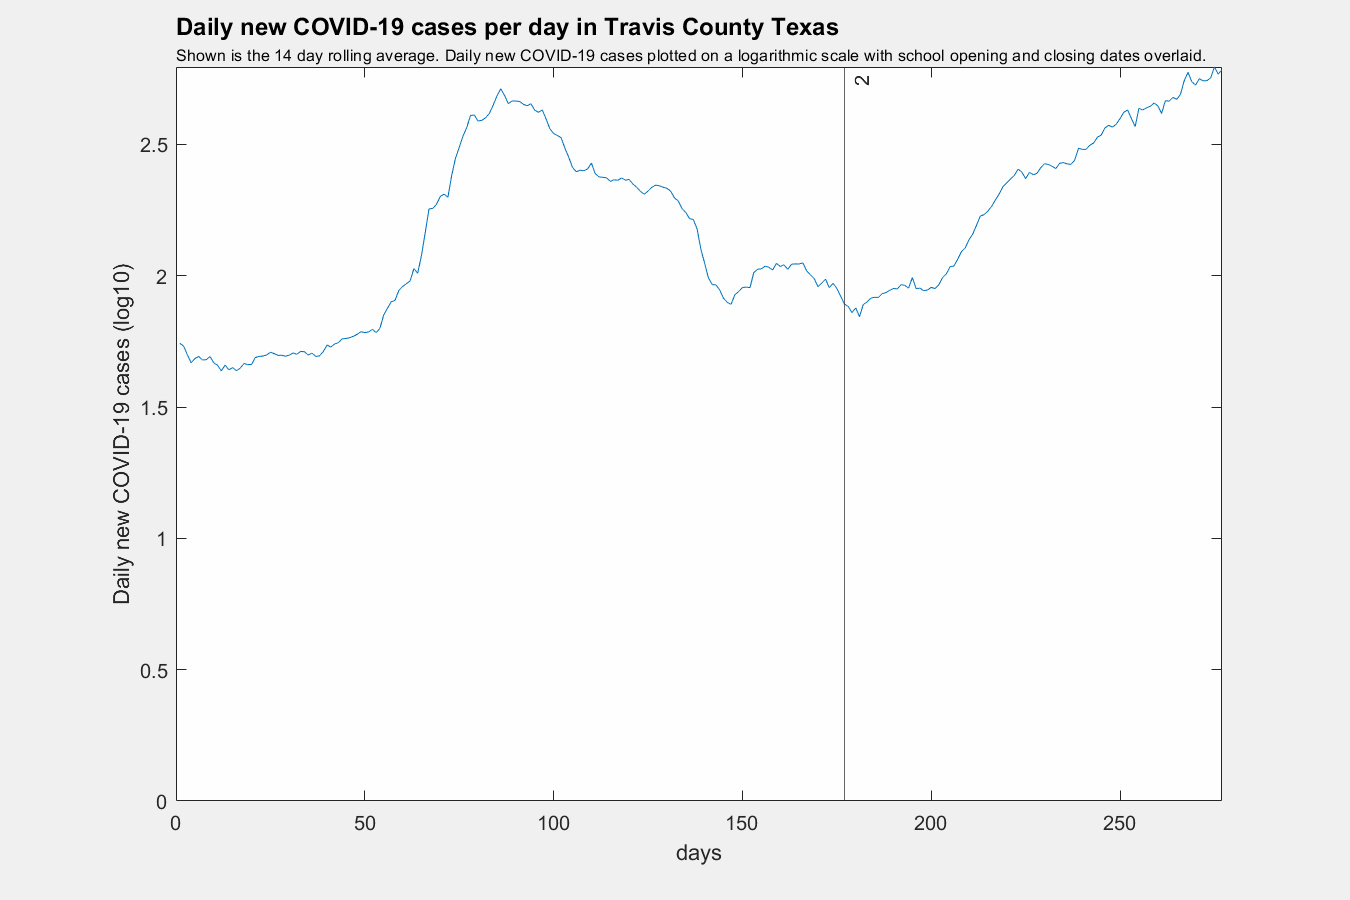 Daily new COVID-19 cases per day in Travis County Texas
Shown is the 14 day rolling average. Daily new COVID-19 cases plotted on a logarithmic scale with school opening and closing dates overlaid.
2
Daily new COVID-19 cases (log10)
2.5
2
1.5
1
0.5
0
0 50 100 150 200 250
days